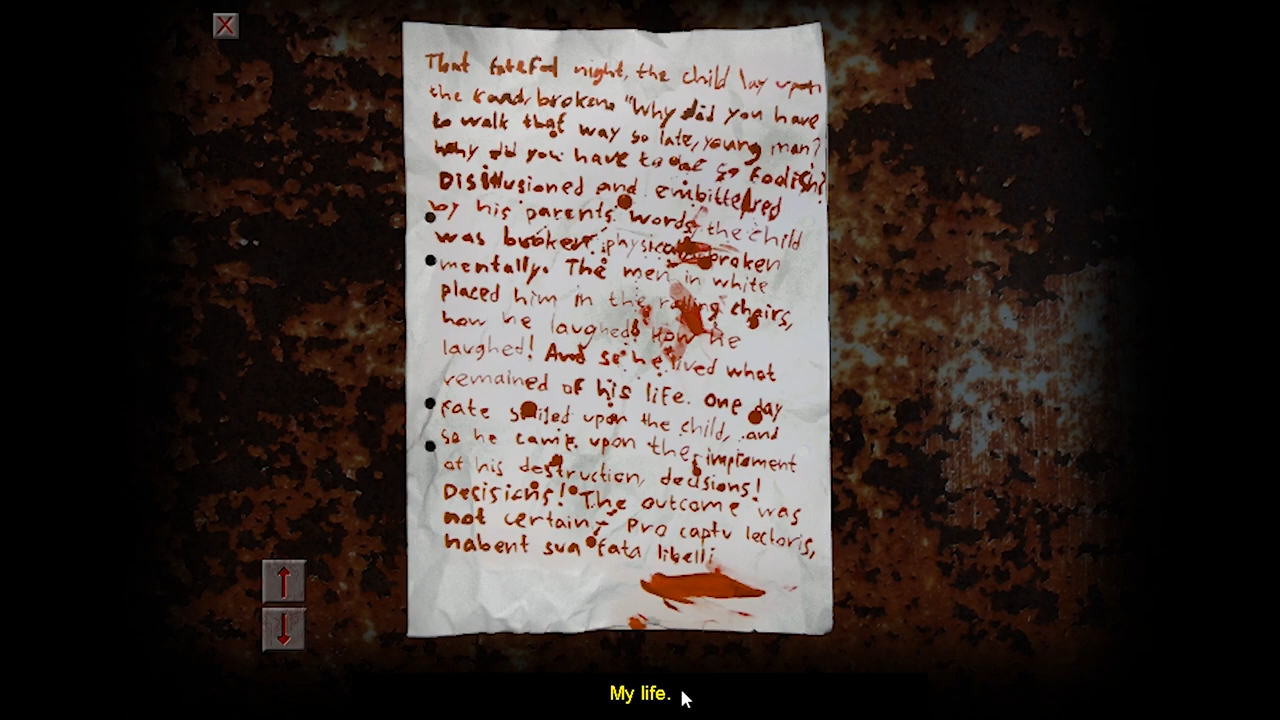 That fateful night, the child lay upon
the road, broken. "Why did you have
to walk that way so late, young man?
Why did you have to be so foolish?
Disillusioned and embittered
by his parents' words, the child
was broken physically, broken
mentally. The men in white
placed him in the rolling chairs,
how he laughed! How he
laughed! And so he lived what
remained of his life. One day
fate smiled upon the child, and
so he came upon the impiement
of his destruction, decisions!
Decisions! The outcome was
not certain, Pro captu lectoris,
habent sua fata libelli
My life.